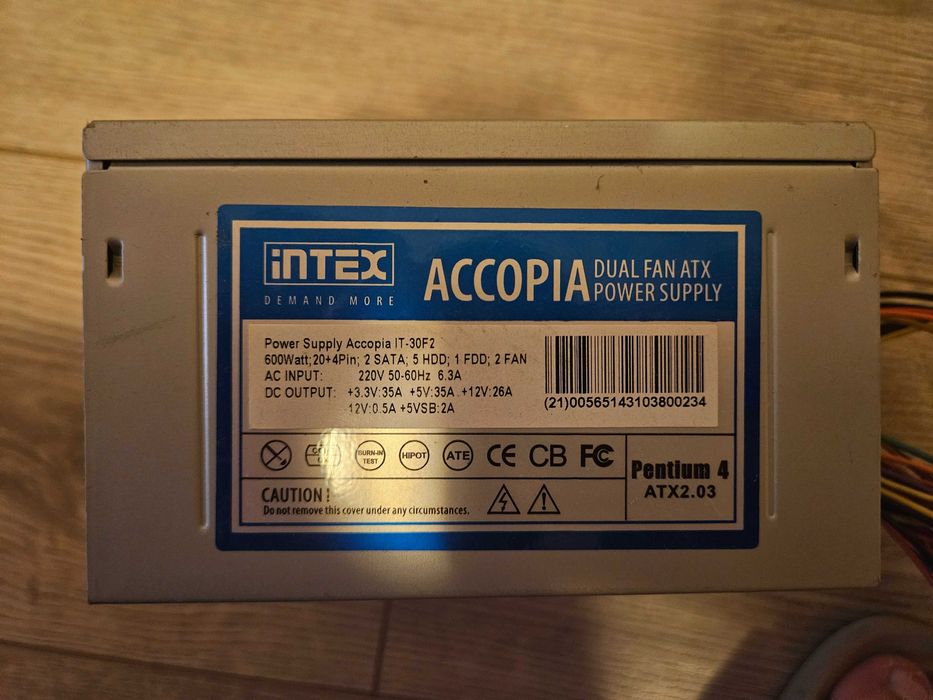 iNTEX
DEMAND MORE
ACCOPIA
DUAL FAN ATX
POWER SUPPLY
Power Supply Accopia IT-30F2
600Watt;20+4Pin; 2 SATA; 5 HDD; 1 FDD; 2 FAN
AC INPUT: 220V 50-60Hz 6.3A
DC OUTPUT: +3.3V:35A +5V:35A .+12V:26A
12V:0.5A +5VSB:2A
(21)00565143103800234
BURN-IN
TEST
HIPOT
ATE
CE
CB
FC
Pentium 4
ATX2.03
CAUTION!
Do not remove this cover under any circumstances.